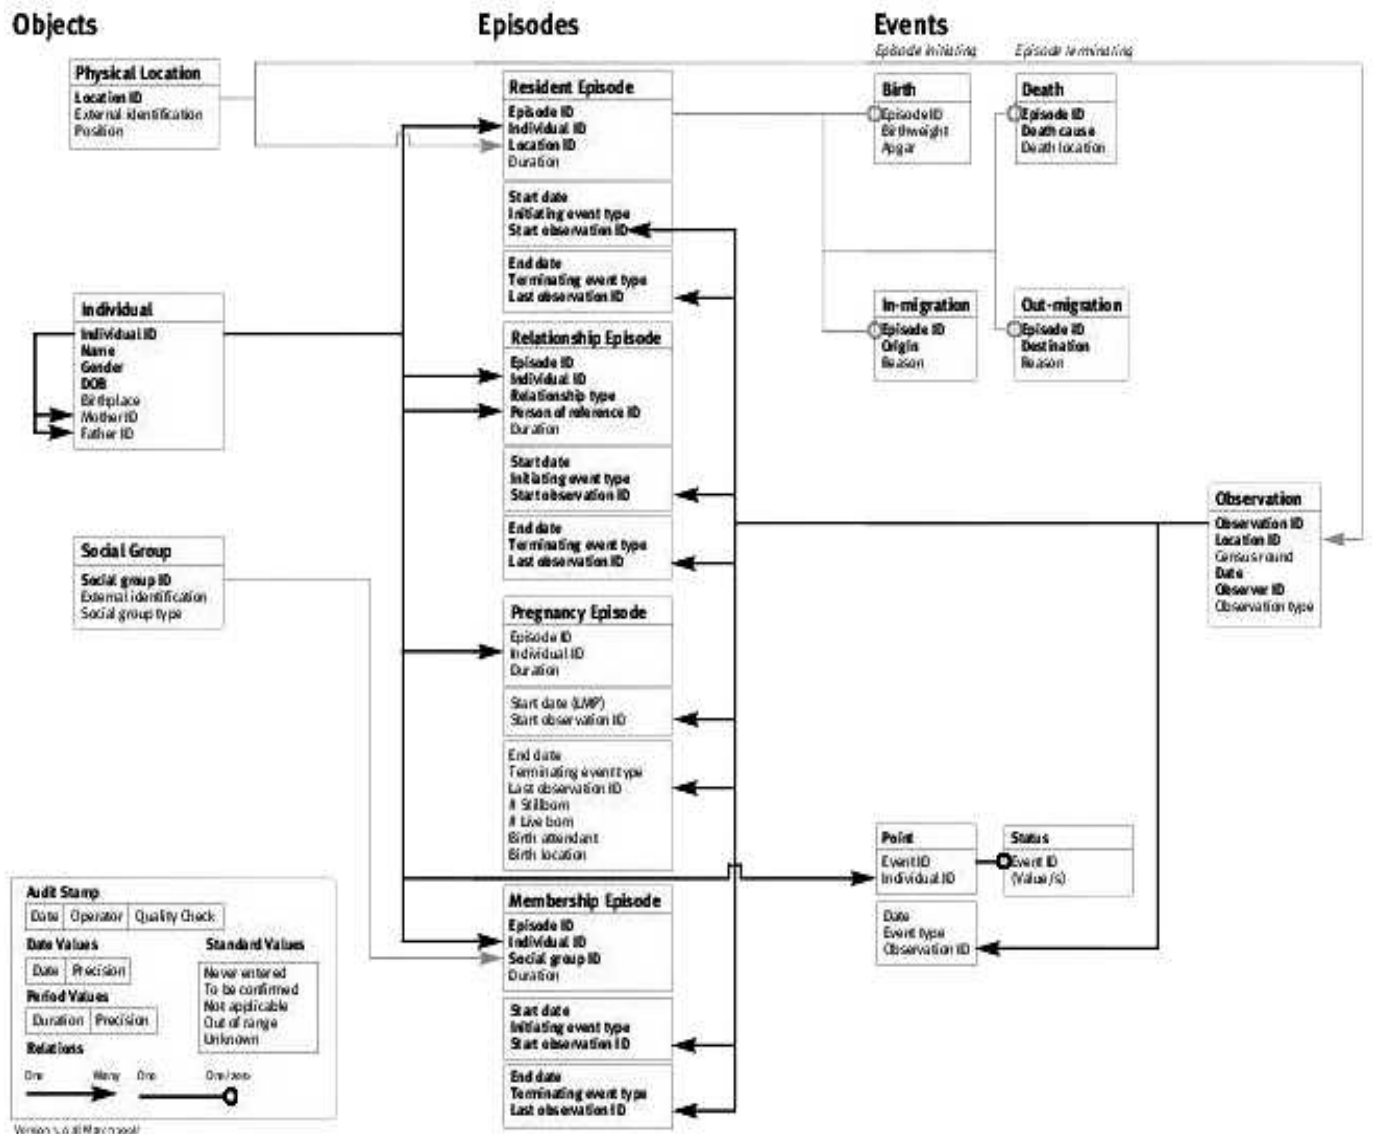 Objects
Episodes
Events
Episode initiating
Episode terminating
Physical Location
Location ID
External identification
Position
Resident Episode
Episode ID
Individual ID
Location ID
Duration
Start date
Initiating event type
Start observation ID
End date
Terminating event type
Last observation ID
Birth
Episode ID
Birthweight
Apgar
Death
Episode ID
Death cause
Death location
In-migration
Episode ID
Origin
Reason
Out-migration
Episode ID
Destination
Reason
Individual
Individual ID
Name
Gender
DOB
Birthplace
Mother ID
Father ID
Relationship Episode
Episode ID
Individual ID
Relationship type
Person of reference ID
Duration
Start date
Initiating event type
Start observation ID
End date
Terminating event type
Last observation ID
Observation
Observation ID
Location ID
Census round
Date
Observer ID
Observation type
Social Group
Social group ID
External identification
Social group type
Pregnancy Episode
Episode ID
Individual ID
Duration
Start date (LMP)
Start observation ID
End date
Terminating event type
Last observation ID
# Stillborn
# Live born
Birth attendant
Birth location
Point
Event ID
Individual ID
Date
Event type
Observation ID
Status
Event ID
(Value/s)
Membership Episode
Episode ID
Individual ID
Social group ID
Duration
Start date
Initiating event type
Start observation ID
End date
Terminating event type
Last observation ID
Audit Stamp
Date Operator Quality Check
Date Values
Date Precision
Period Values
Duration Precision
Standard Values
Never entered
To be confirmed
Not applicable
Out of range
Unknown
Relations
One Many One One/zero
Version